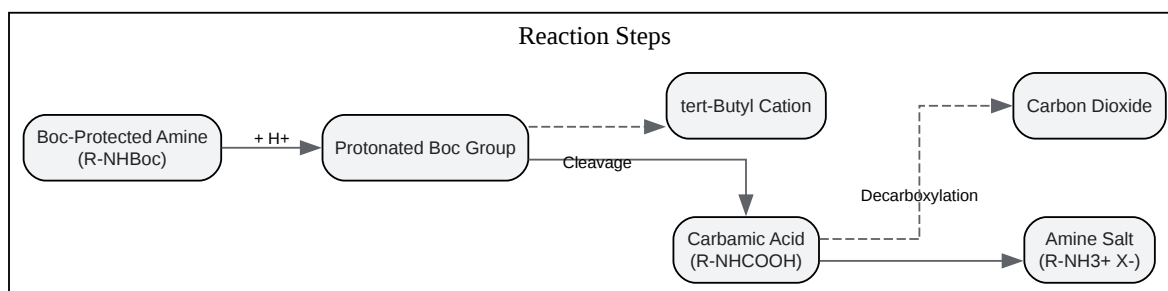 Reaction Steps
Boc-Protected Amine
(R-NHBoc)
+ H+
Protonated Boc Group
tert-Butyl Cation
Cleavage
Carbamic Acid
(R-NHCOOH)
Carbon Dioxide
Decarboxylation
Amine Salt
(R-NH3+ X-)